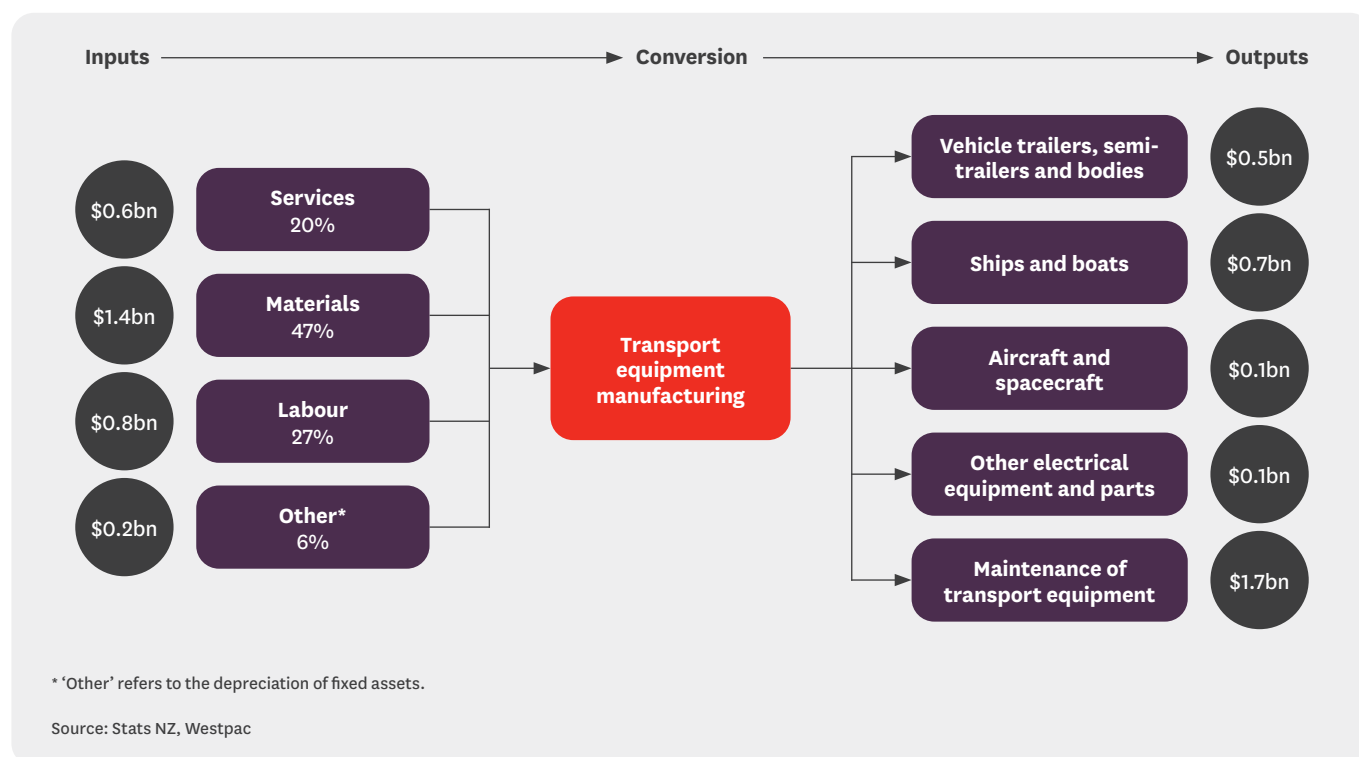 Inputs
Conversion
Outputs
$0.6bn
Services
20%
$1.4bn
Materials
47%
$0.8bn
Labour
27%
$0.2bn
Other*
6%
Transport
equipment
manufacturing
Vehicle trailers, semi-
trailers and bodies
$0.5bn
Ships and boats
$0.7bn
Aircraft and
spacecraft
$0.1bn
Other electrical
equipment and parts
$0.1bn
Maintenance of
transport equipment
$1.7bn
* ‘Other’ refers to the depreciation of fixed assets.
Source: Stats NZ, Westpac